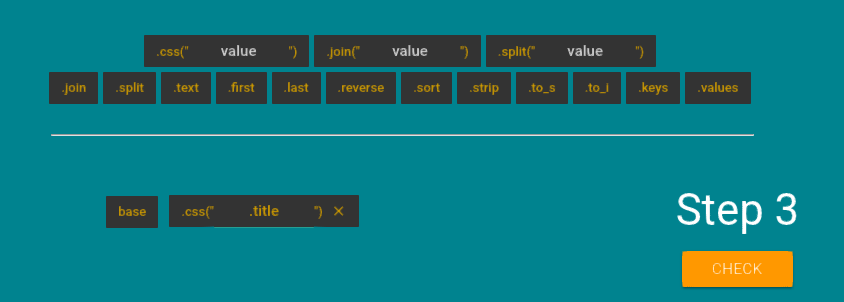 .css(" value ") .join(" value ") .split(" value ")
.join .split .text .first .last .reverse .sort .strip .to_s .to_i .keys .values
base .css(" .title ") ×
Step 3
CHECK